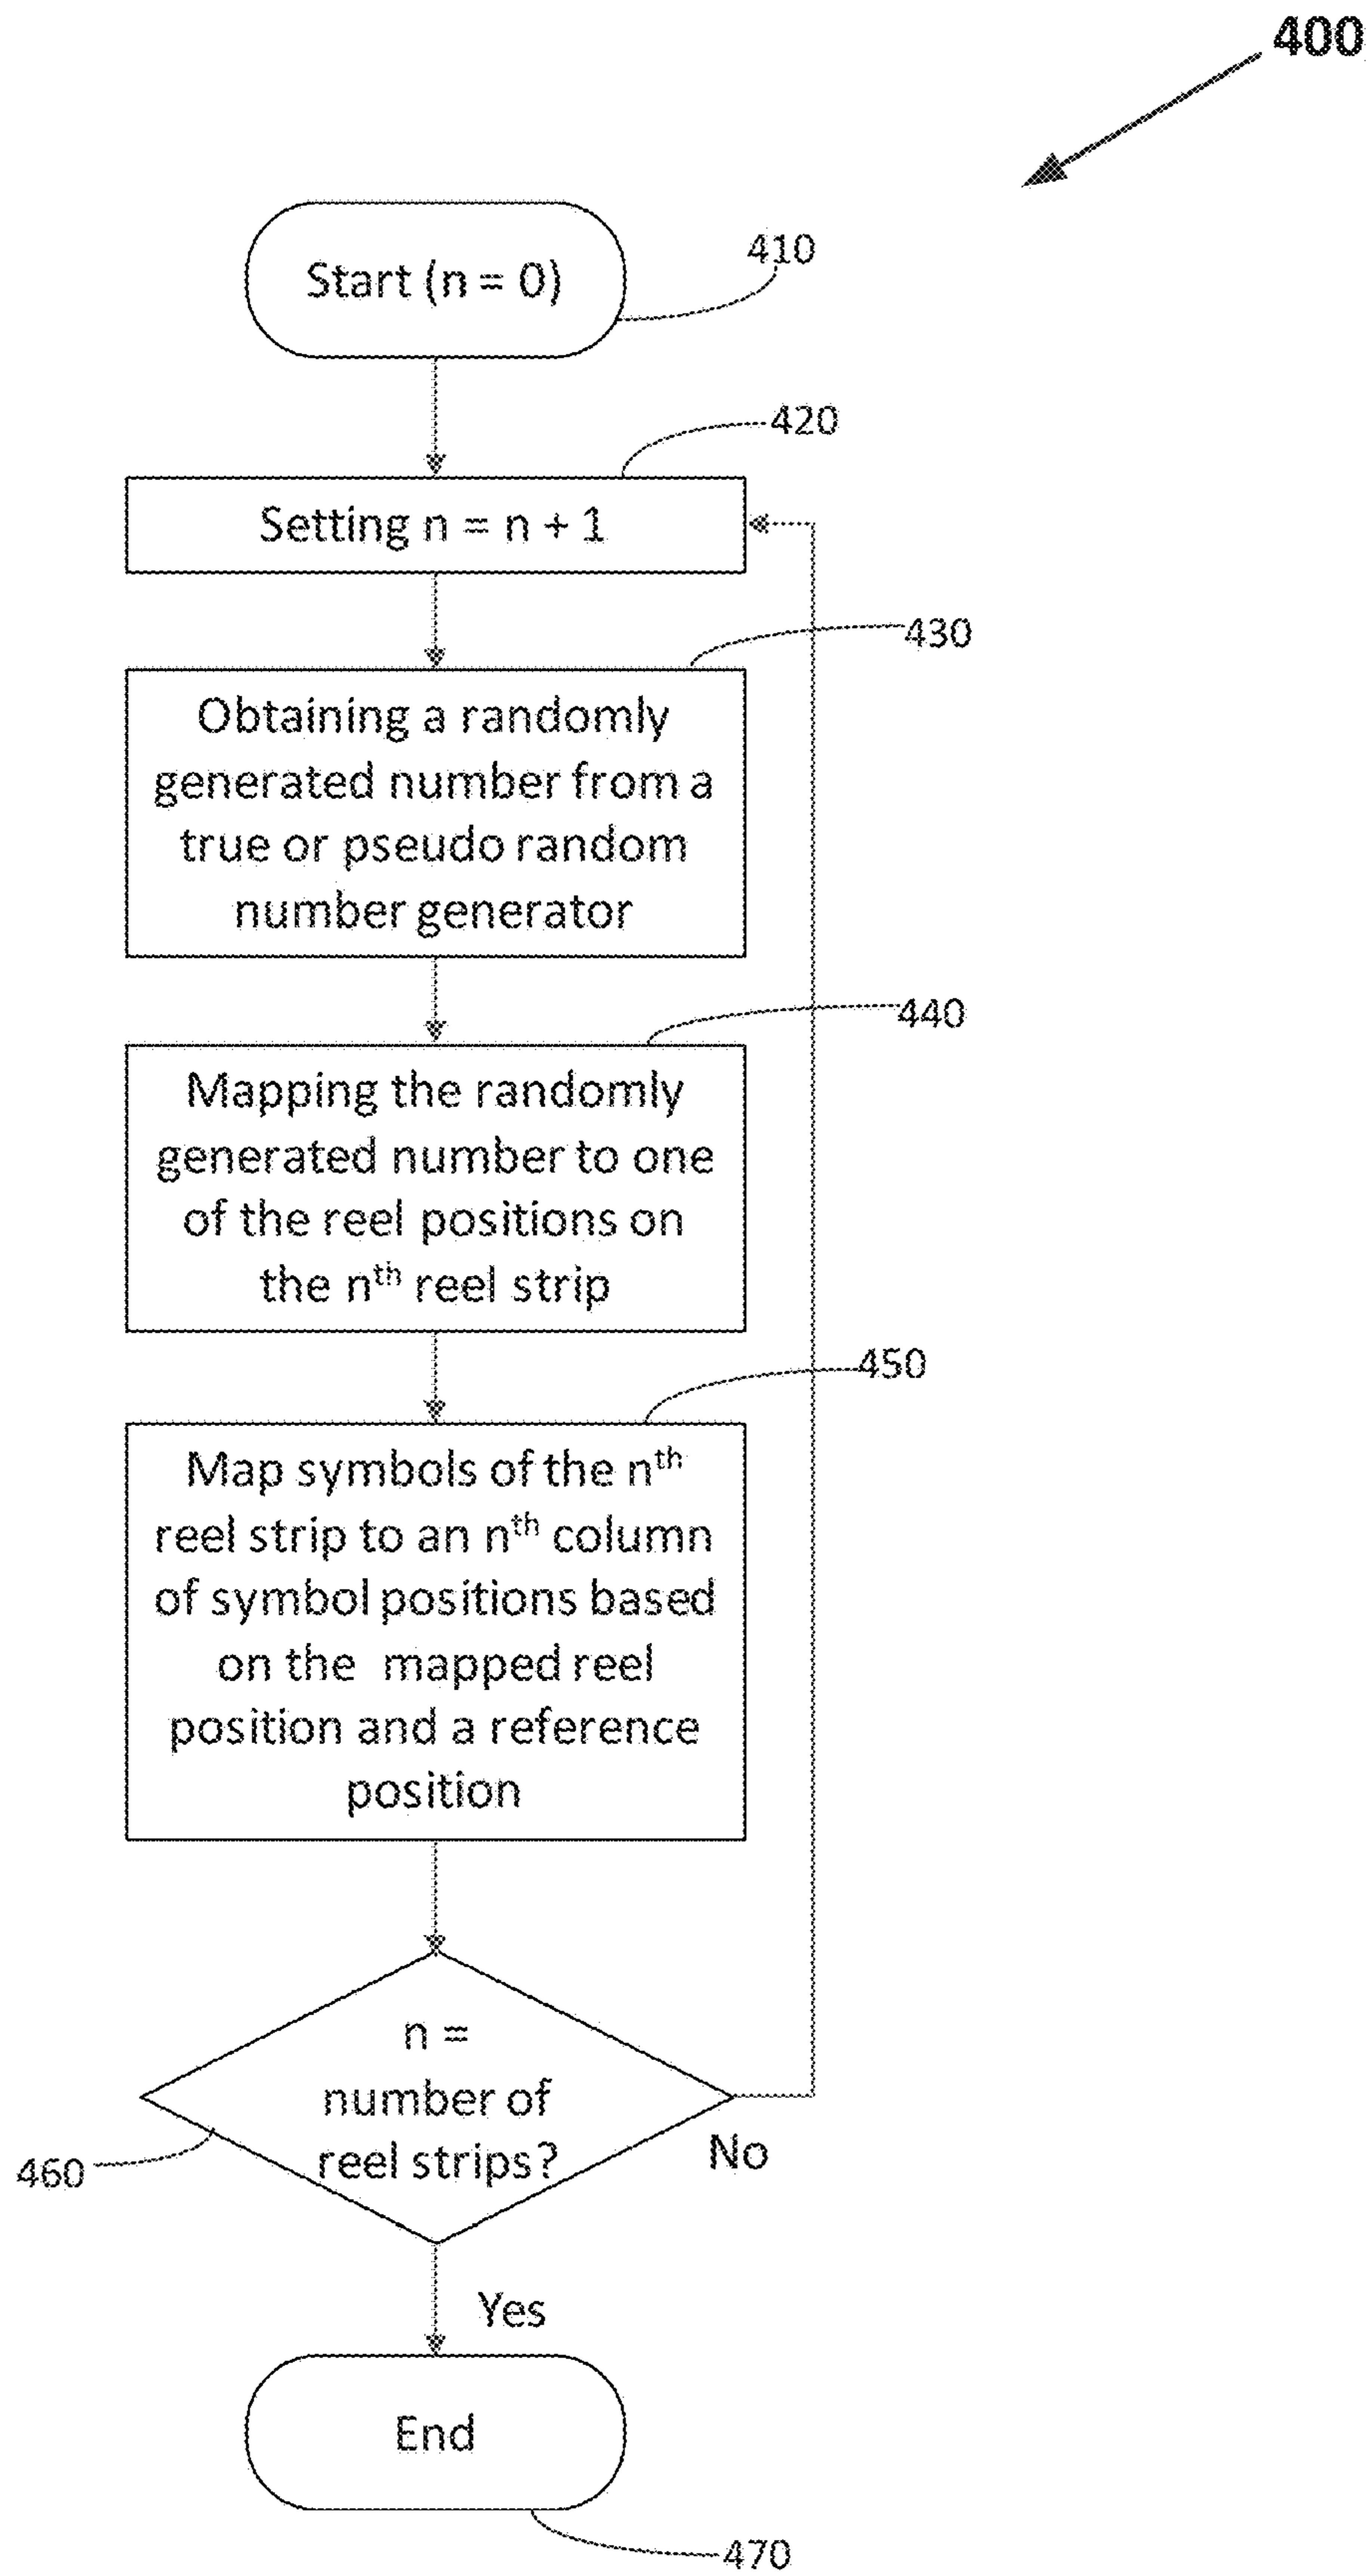 400
Start (n = 0)
410
420
Setting n = n + 1
430
Obtaining a randomly
generated number from a
true or pseudo random
number generator
440
Mapping the randomly
generated number to one
of the reel positions on
the nth reel strip
450
Map symbols of the nth
reel strip to an nth column
of symbol positions based
on the mapped reel
position and a reference
position
n =
number of
reel strips?
No
460
Yes
End
470